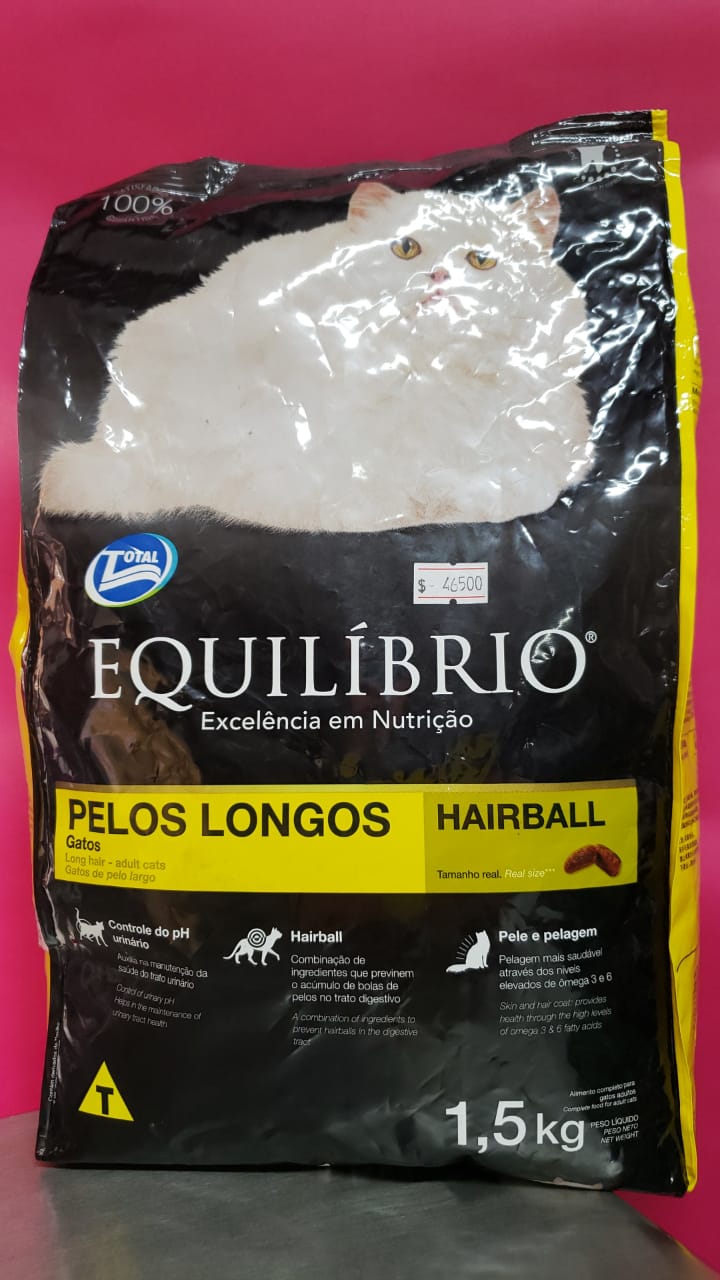 100%
TOTAL
$- 46500
EQUILÍBRIO®
Excelência em Nutrição
PELOS LONGOS
Gatos
Long hair - adult cats
Gatos de pelo largo
HAIRBALL
Tamanho real. Real size***
Controle do pH
urinário
Auxilia na manutenção da
saúde do trato urinário
Control of urinary pH
Helps in the maintenance of
urinary tract health
Hairball
Combinação de
ingredientes que previnem
o acúmulo de bolas de
pelos no trato digestivo
A combination of ingredients to
prevent hairballs in the digestive
tract
Pele e pelagem
Pelagem mais saudável
através dos níveis
elevados de ômega 3 e 6
Skin and hair coat: provides
health through the high levels
of omega 3 & 6 fatty acids
T
Alimento completo para
gatos adultos
Complete food for adult cats
1,5 kg
PESO LÍQUIDO
PESO NETO
NET WEIGHT